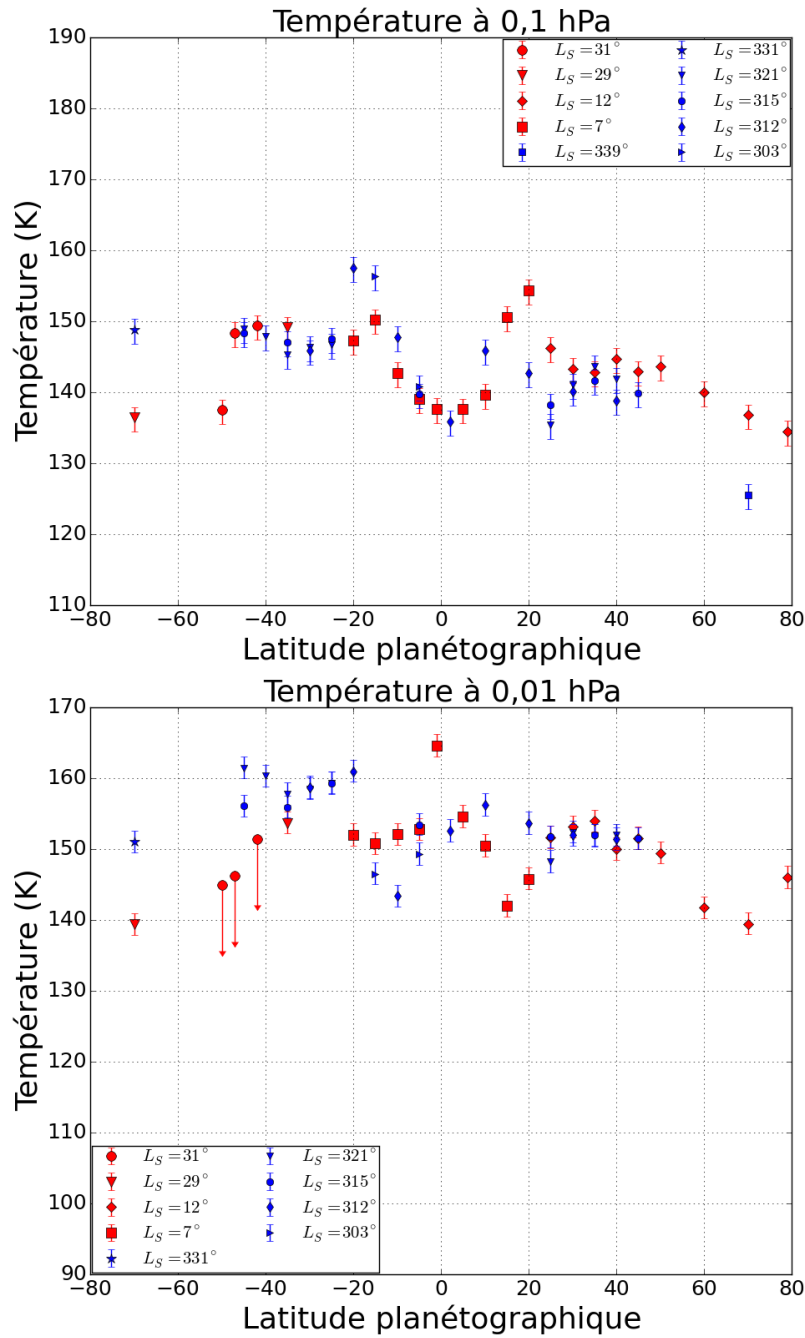 Température à 0,1 hPa
190
180
170
160
150
140
130
120
110
Température (K)
L_S = 31°
L_S = 29°
L_S = 12°
L_S = 7°
L_S = 339°
L_S = 331°
L_S = 321°
L_S = 315°
L_S = 312°
L_S = 303°
−80 −60 −40 −20 0 20 40 60 80
Latitude planétographique
Température à 0,01 hPa
170
160
150
140
130
120
110
100
90
Température (K)
L_S = 31°
L_S = 29°
L_S = 12°
L_S = 7°
L_S = 331°
L_S = 321°
L_S = 315°
L_S = 312°
L_S = 303°
−80 −60 −40 −20 0 20 40 60 80
Latitude planétographique